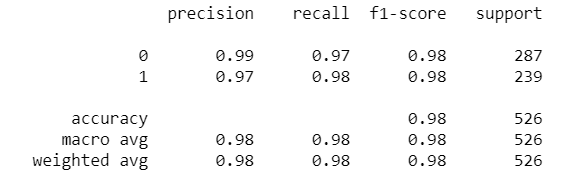 precision recall f1-score support
0 0.99 0.97 0.98 287
1 0.97 0.98 0.98 239
accuracy 0.98 526
macro avg 0.98 0.98 0.98 526
weighted avg 0.98 0.98 0.98 526